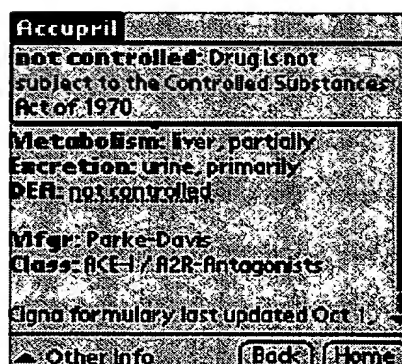 Accupril
not controlled: Drug is not
subject to the Controlled Substances
Act of 1970.
Metabolism: liver, partially
Excretion: urine, primarily
DEA: not controlled
Mfgr: Parke-Davis
Class: ACE-I / A2R-Antagonists
formulary last updated Oct 1,
Other Info
Back
Home